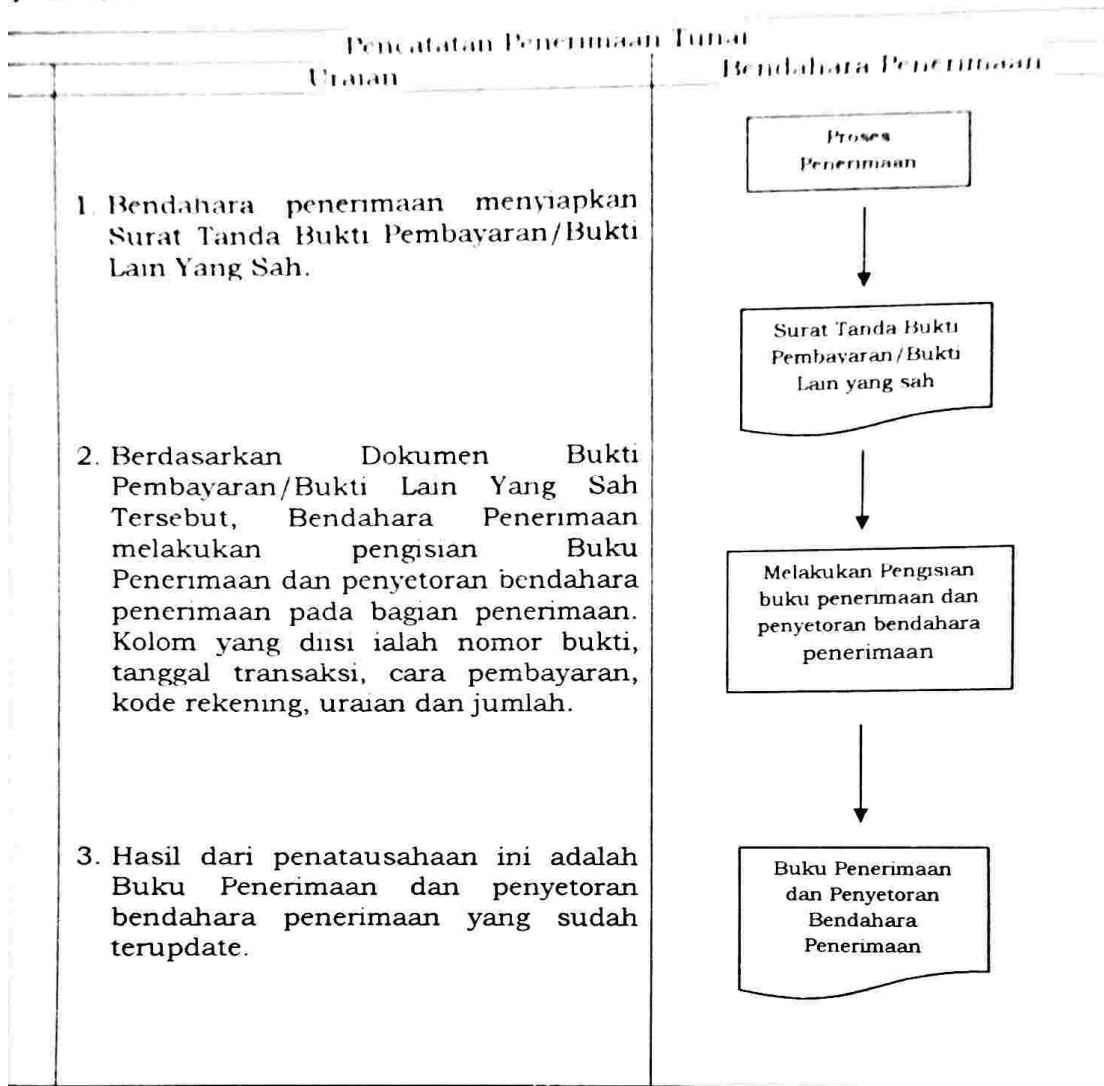 Pencatatan Penerimaan Tunai
Uraian
Bendahara Penerimaan
1. Bendahara penerimaan menyiapkan
Surat Tanda Bukti Pembayaran/Bukti
Lain Yang Sah.
2. Berdasarkan Dokumen Bukti
Pembayaran/Bukti Lain Yang Sah
Tersebut, Bendahara Penerimaan
melakukan pengisian Buku
Penerimaan dan penyetoran bendahara
penerimaan pada bagian penerimaan.
Kolom yang diisi ialah nomor bukti,
tanggal transaksi, cara pembayaran,
kode rekening, uraian dan jumlah.
3. Hasil dari penatausahaan ini adalah
Buku Penerimaan dan penyetoran
bendahara penerimaan yang sudah
terupdate.
Proses
Penerimaan
Surat Tanda Bukti
Pembayaran/Bukti
Lain yang sah
Melakukan Pengisian
buku penerimaan dan
penyetoran bendahara
penerimaan
Buku Penerimaan
dan Penyetoran
Bendahara
Penerimaan